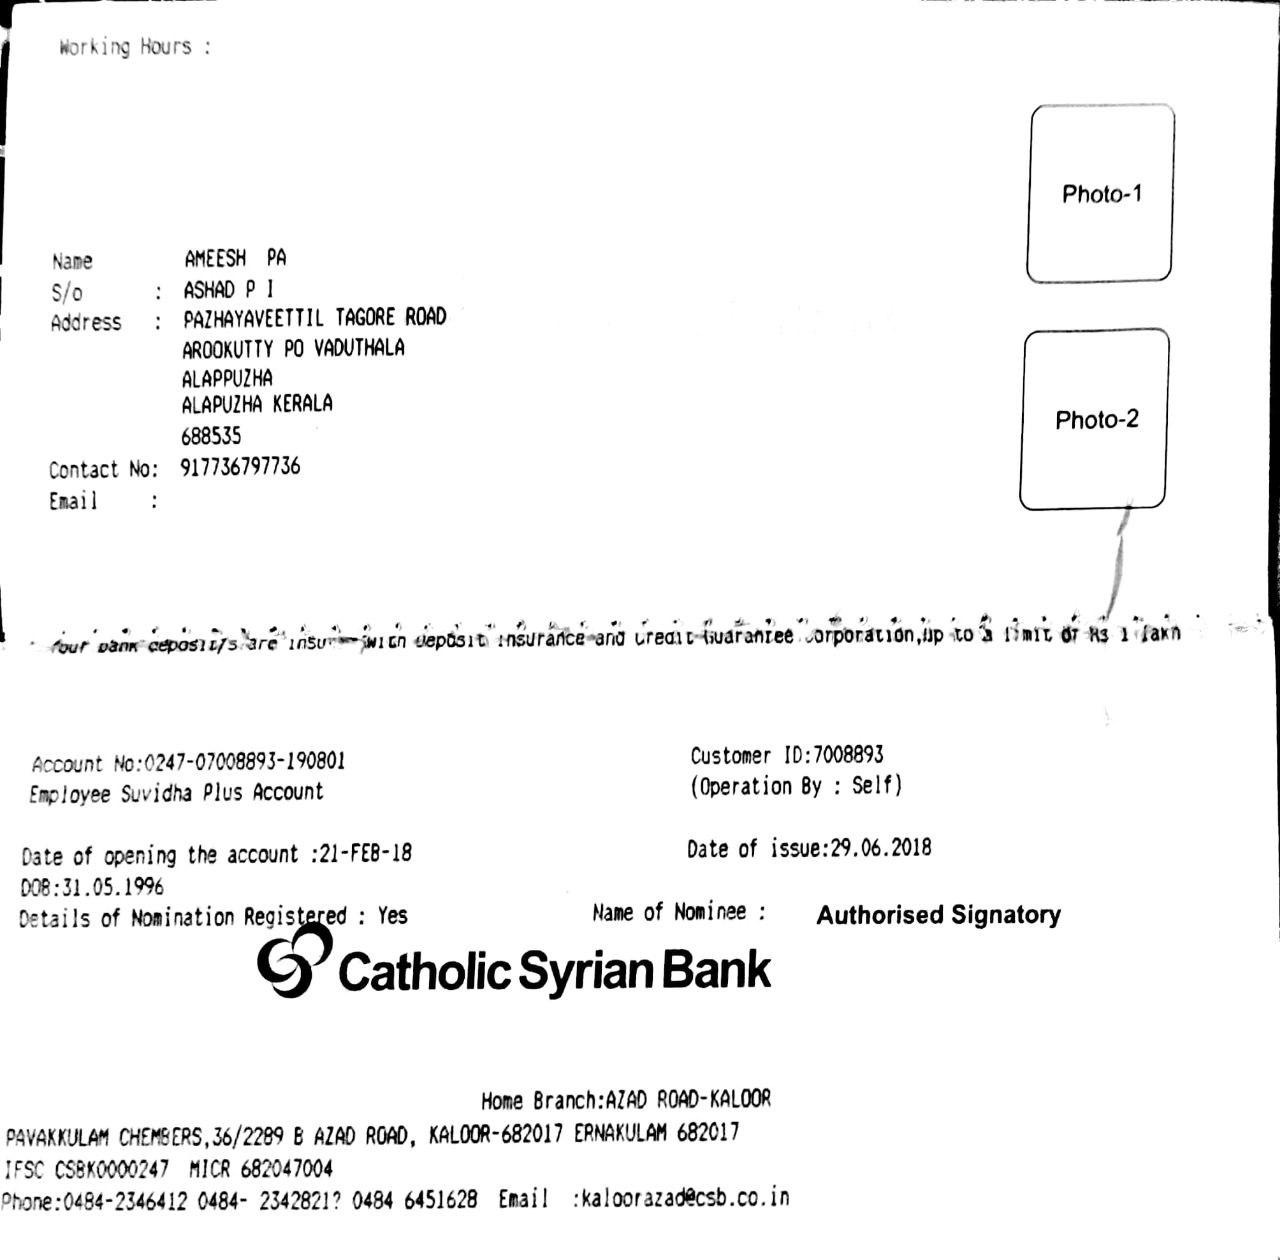 Working Hours :
Photo-1
Name AMEESH PA
S/o : ASHAD P I
Address : PAZHAYAVEETTIL TAGORE ROAD
AROOKUTTY PO VADUTHALA
ALAPPUZHA
ALAPUZHA KERALA
688535
Photo-2
Contact No: 917736797736
Email :
Your bank deposit/s are with deposit insurance and credit Guarantee Corporation,up to a limit of Rs 1 lakh
Account No:0247-07008893-190801 Customer ID:7008893
Employee Suvidha Plus Account (Operation By : Self)
Date of opening the account :21-FEB-18 Date of issue:29.06.2018
DOB:31.05.1996
Details of Nomination Registered : Yes Name of Nominee : Authorised Signatory
Catholic Syrian Bank
Home Branch:AZAD ROAD-KALOOR
PAVAKKULAM CHEMBERS,36/2289 B AZAD ROAD, KALOOR-682017 ERNAKULAM 682017
IFSC CSBK0000247 MICR 682047004
Phone:0484-2346412 0484- 2342821? 0484 6451628 Email :kaloorazad@csb.co.in